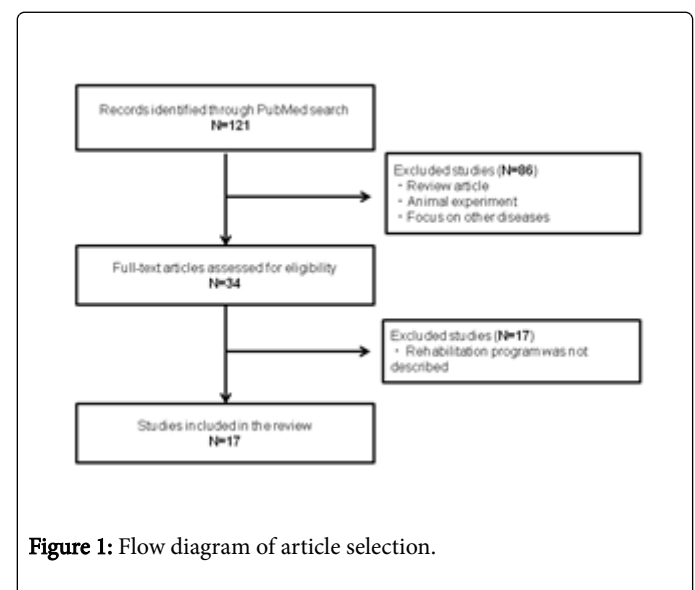 Records identified through PubMed search
N=121
Excluded studies (N=86)
・Review article
・Animal experiment
・Focus on other diseases
Full-text articles assessed for eligibility
N=34
Excluded studies (N=17)
・Rehabilitation program was not
described
Studies included in the review
N=17
Figure 1: Flow diagram of article selection.